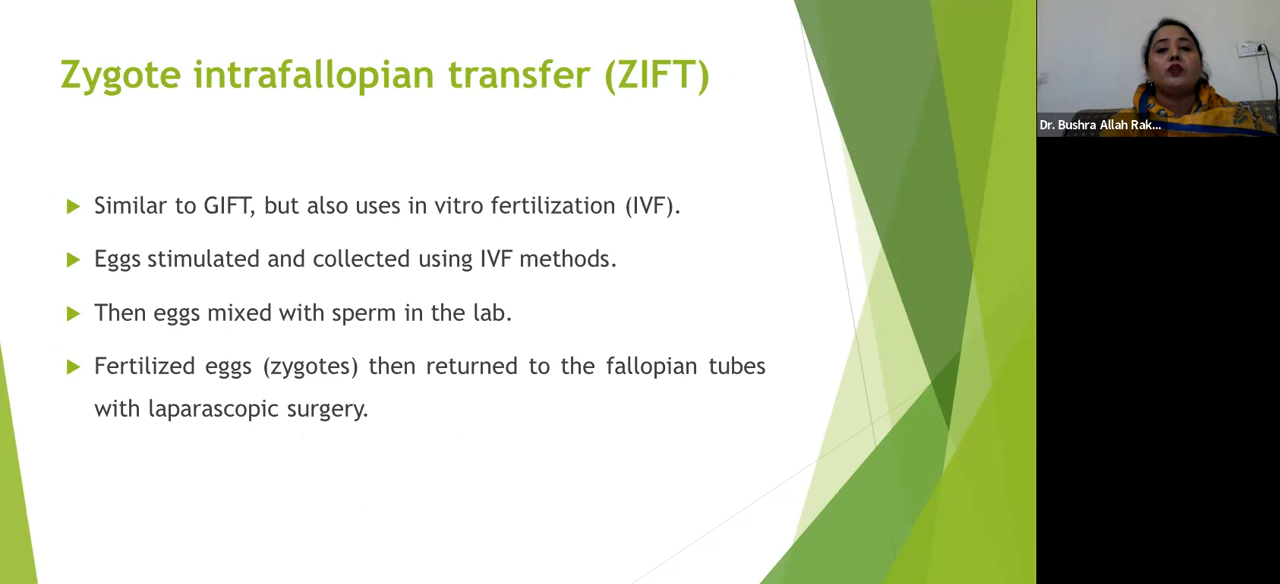 Zygote intrafallopian transfer (ZIFT)
Similar to GIFT, but also uses in vitro fertilization (IVF).
Eggs stimulated and collected using IVF methods.
Then eggs mixed with sperm in the lab.
Fertilized eggs (zygotes) then returned to the fallopian tubes
with laparascopic surgery.
Dr. Bushra Allah Rak...